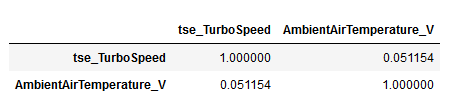 tse_TurboSpeed AmbientAirTemperature_V
tse_TurboSpeed 1.000000 0.051154
AmbientAirTemperature_V 0.051154 1.000000